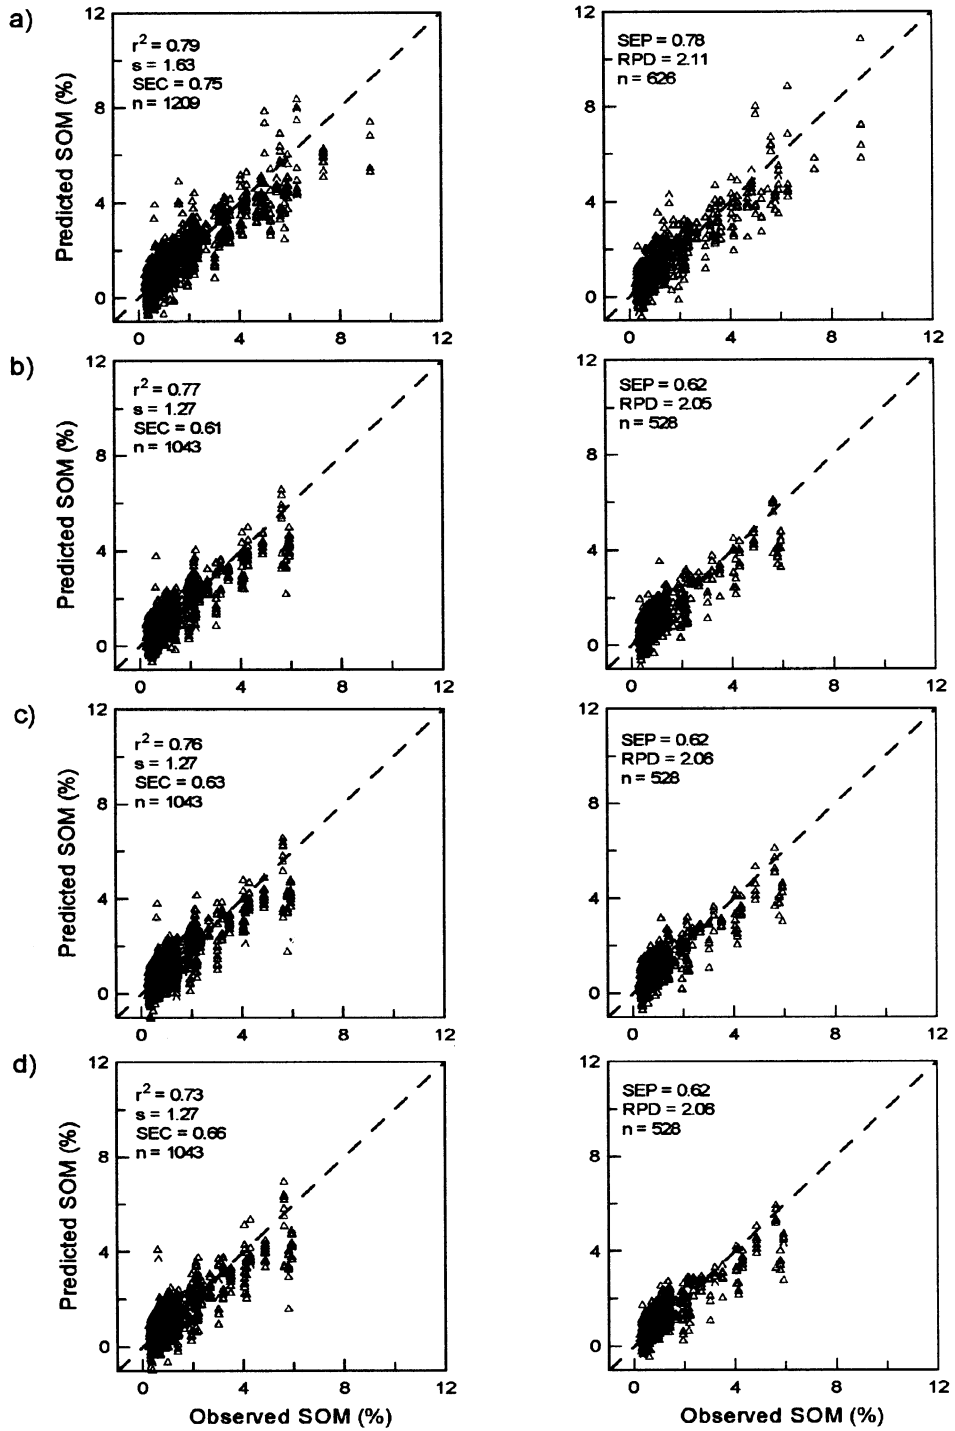 a)
12
8
4
0
Predicted SOM (%)
r² = 0.79
s = 1.63
SEC = 0.75
n = 1209
0 4 8 12
12
8
4
0
SEP = 0.78
RPD = 2.11
n = 626
0 4 8 12
b)
12
8
4
0
Predicted SOM (%)
r² = 0.77
s = 1.27
SEC = 0.61
n = 1043
0 4 8 12
12
8
4
0
SEP = 0.62
RPD = 2.05
n = 528
0 4 8 12
c)
12
8
4
0
Predicted SOM (%)
r² = 0.76
s = 1.27
SEC = 0.63
n = 1043
0 4 8 12
12
8
4
0
SEP = 0.62
RPD = 2.06
n = 528
0 4 8 12
d)
12
8
4
0
Predicted SOM (%)
r² = 0.73
s = 1.27
SEC = 0.66
n = 1043
0 4 8 12
Observed SOM (%)
12
8
4
0
SEP = 0.62
RPD = 2.08
n = 528
0 4 8 12
Observed SOM (%)